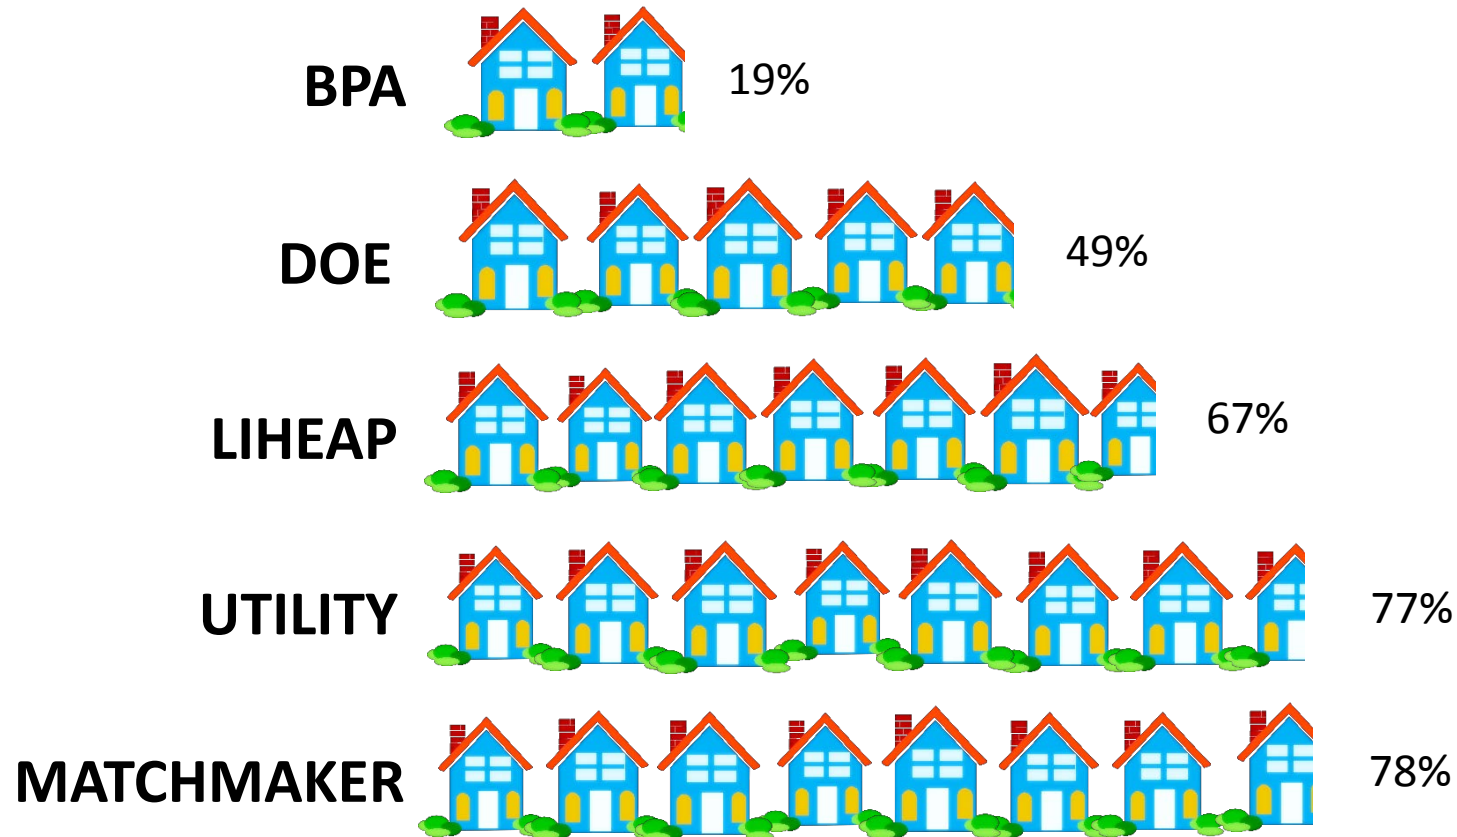 BPA 19%
DOE 49%
LIHEAP 67%
UTILITY 77%
MATCHMAKER 78%